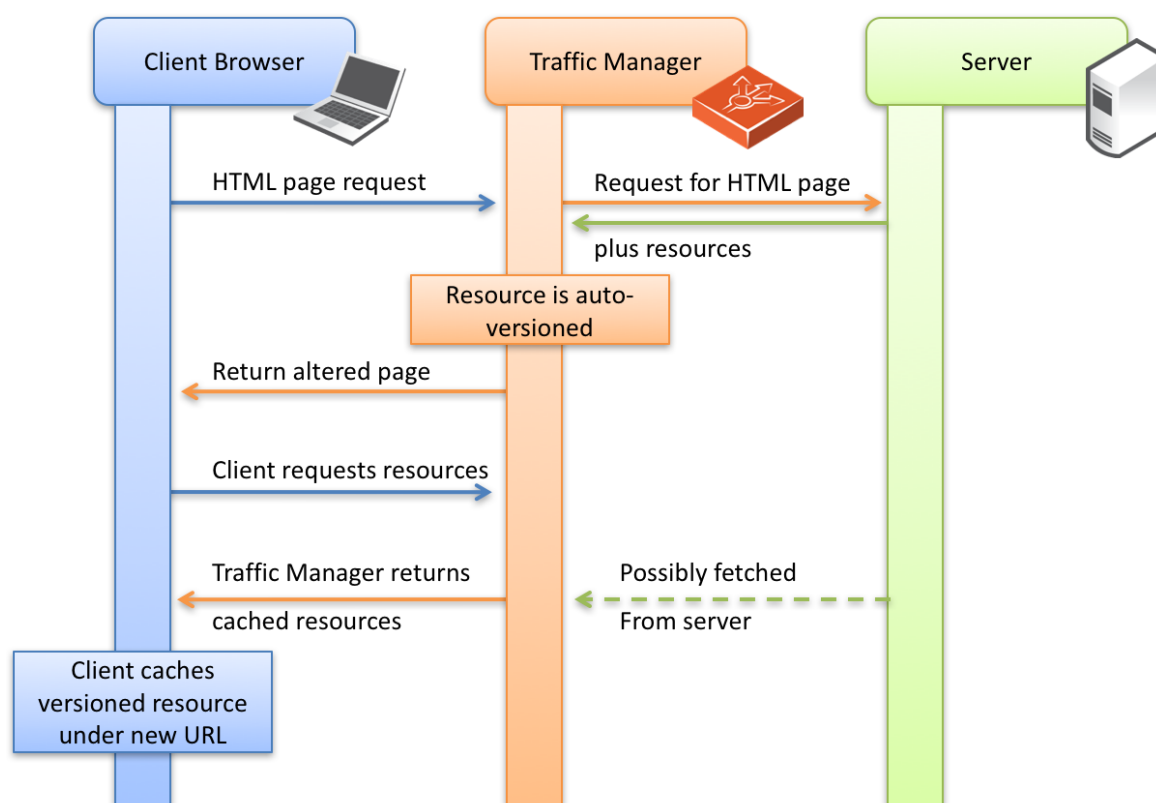 Client Browser
Traffic Manager
Server
HTML page request
Request for HTML page
plus resources
Resource is auto-
versioned
Return altered page
Client requests resources
Traffic Manager returns
cached resources
Possibly fetched
From server
Client caches
versioned resource
under new URL